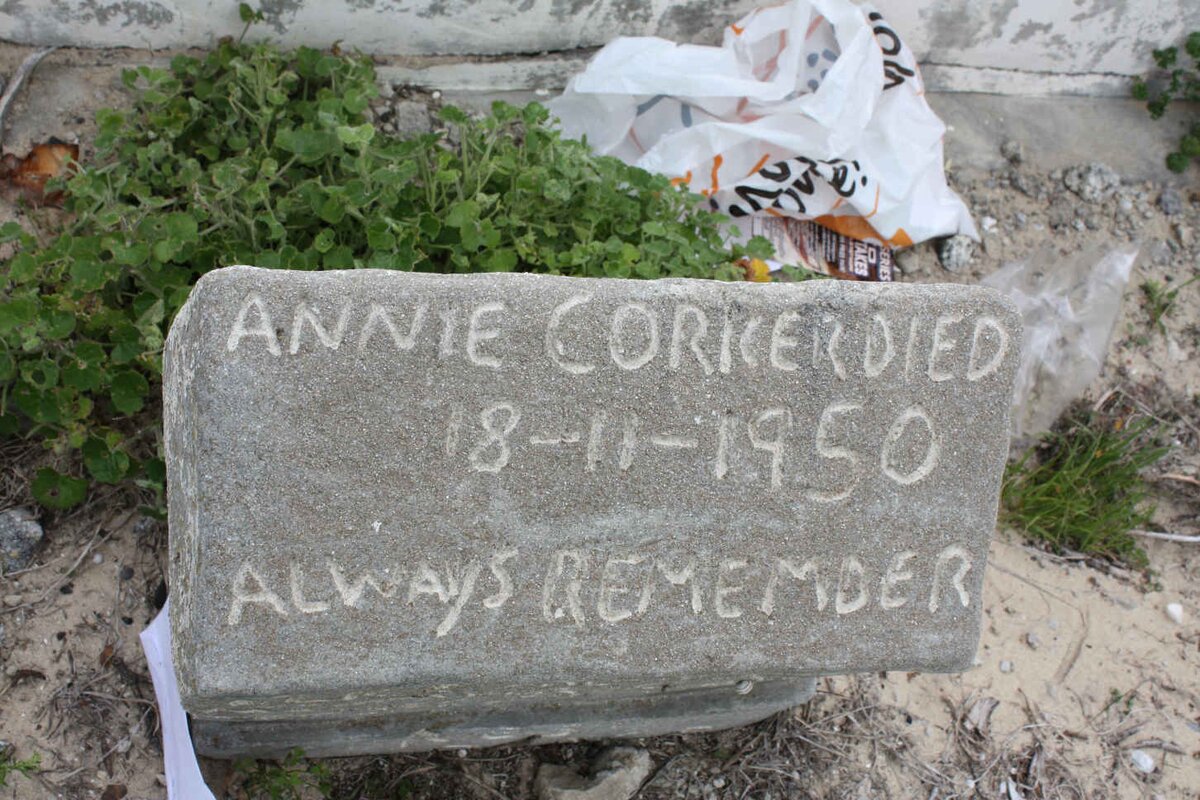 ANNIE CORKER DIED
18-11-1950
ALWAYS REMEMBER